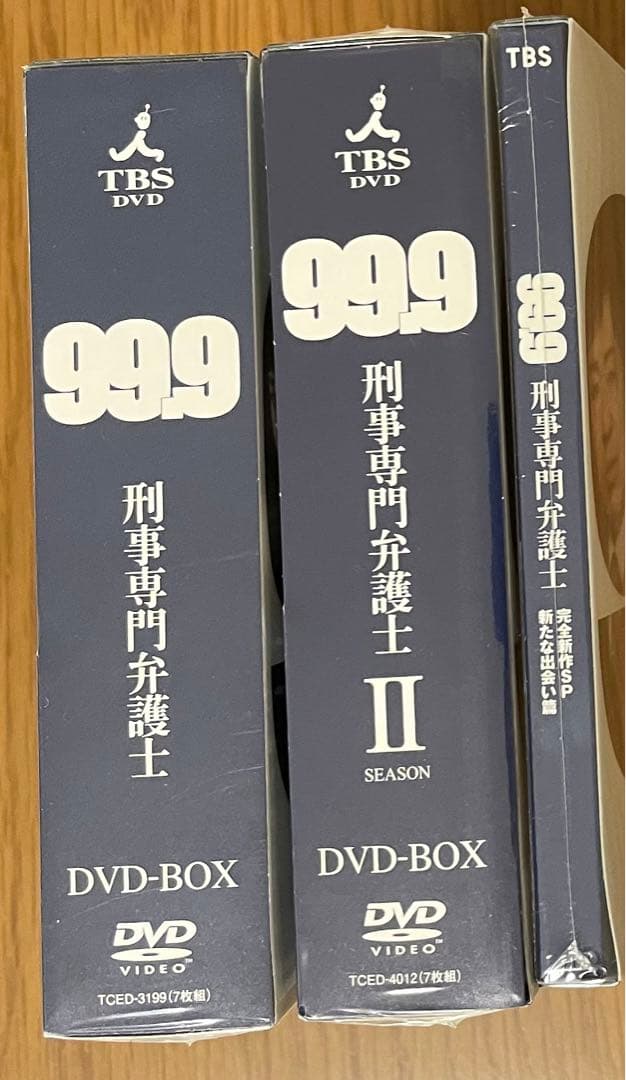 TBS
DVD
99.9
刑事専門弁護士
DVD-BOX
DVD
VIDEO™
TCED-3199(7枚組)
TBS
DVD
99.9
刑事専門弁護士
II
SEASON
DVD-BOX
DVD
VIDEO™
TCED-4012(7枚組)
TBS
99.9
刑事専門弁護士
完全新作SP
新たな出会い篇